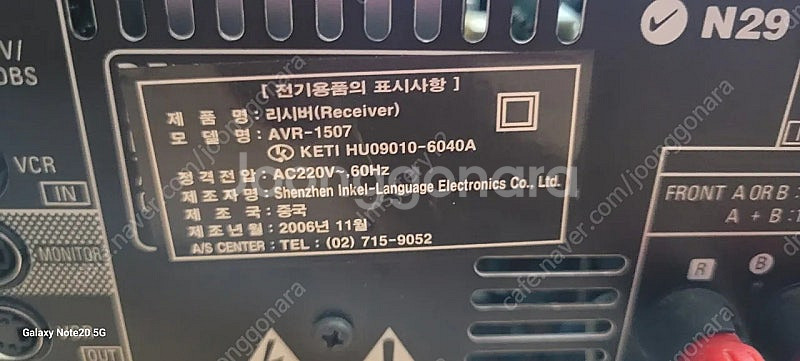 N29
[ 전기용품의 표시사항 ]
제 품 명 : 리시버(Receiver)
모 델 명 : AVR-1507
KETI HU09010-6040A
정격전압 : AC220V~,60Hz
제조자명 : Shenzhen Inkel-Language Electronics Co., Ltd.
제 조 국 : 중국
제조년월 : 2006년 11월
A/S CENTER : TEL : (02) 715-9052
VCR
IN
MONITOR
OUT
FRONT A OR B :
A + B :
R
B
joonggonara
cafe.naver.com/joonggonara
Galaxy Note20 5G